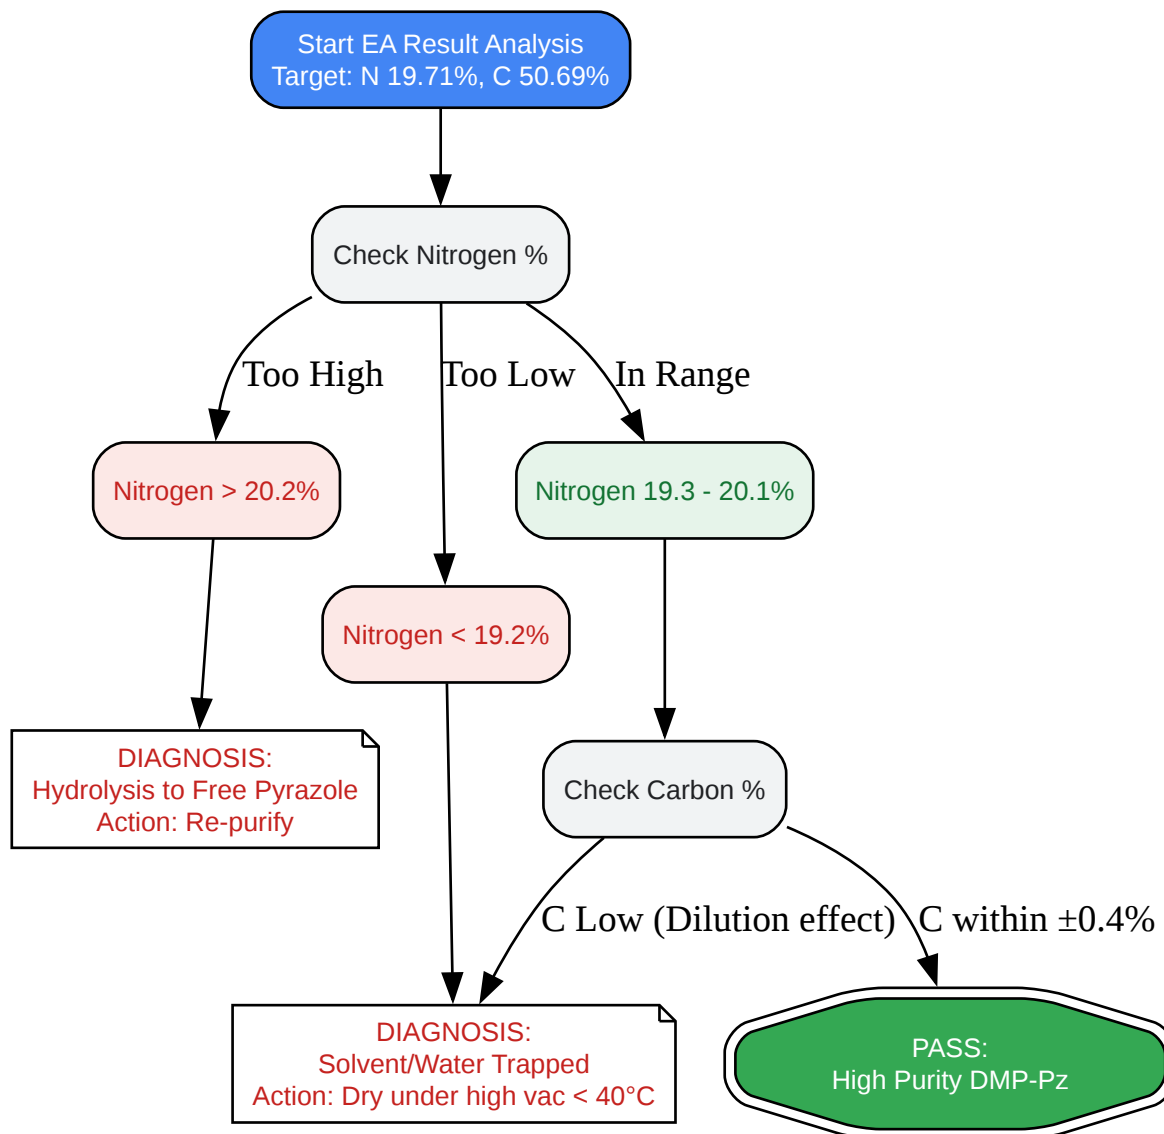 Start EA Result Analysis
Target: N 19.71%, C 50.69%
Check Nitrogen %
Too High
Too Low
In Range
Nitrogen > 20.2%
Nitrogen 19.3 - 20.1%
Nitrogen < 19.2%
DIAGNOSIS:
Hydrolysis to Free Pyrazole
Action: Re-purify
Check Carbon %
C Low (Dilution effect)
C within ±0.4%
DIAGNOSIS:
Solvent/Water Trapped
Action: Dry under high vac < 40°C
PASS:
High Purity DMP-Pz